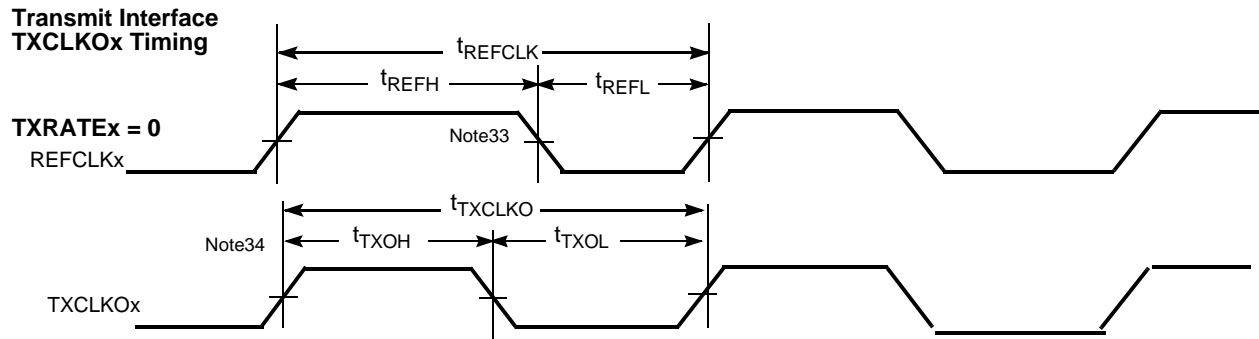 Transmit Interface
TXCLKOx Timing
tREFCLK
tREFH
tREFL
TXRATEx = 0
Note33
REFCLKx
tTXCLKO
Note34
tTXOH
tTXOL
TXCLKOx